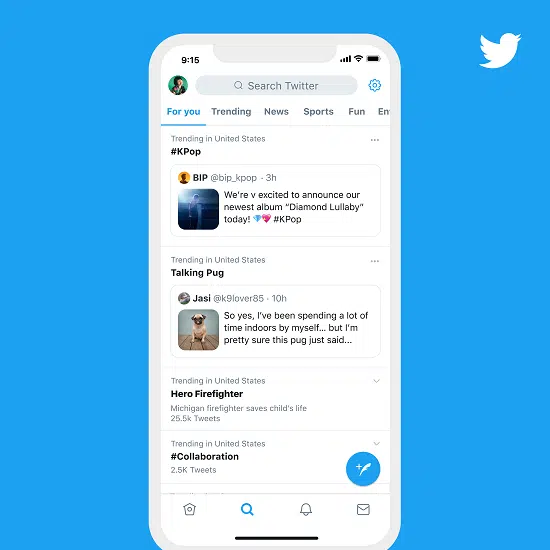 9:15
Search Twitter
For you Trending News Sports Fun
Trending in United States
#KPop
BIP @bip_kpop · 3h
We're v excited to announce our
newest album “Diamond Lullaby”
today! 💎💖 #KPop
Trending in United States
Talking Pug
Jasi @k9lover85 · 10h
So yes, I've been spending a lot of
time indoors by myself... but I'm
pretty sure this pug just said...
Trending in United States
Hero Firefighter
Michigan firefighter saves child's life
25.5k Tweets
Trending in United States
#Collaboration
2.5K Tweets